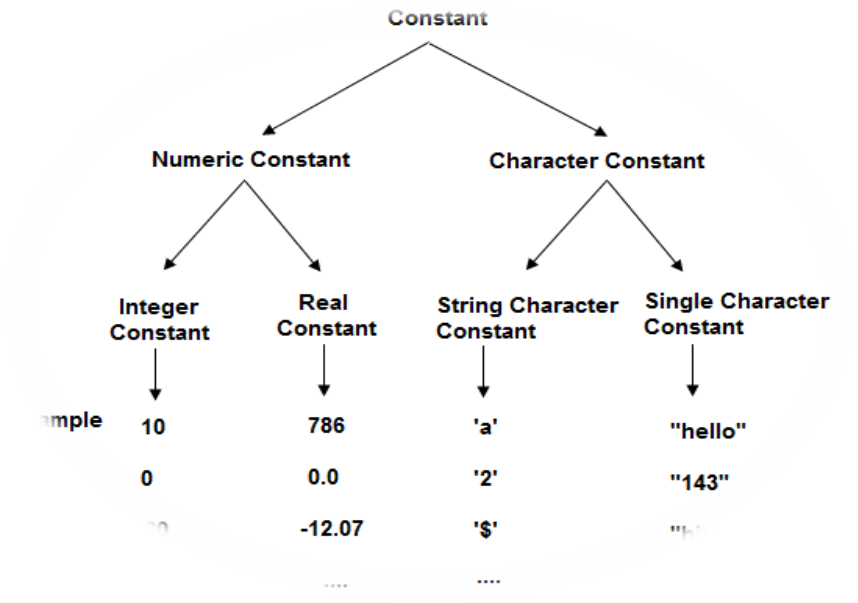 Constant
Numeric Constant
Character Constant
Integer
Constant
Real
Constant
String Character
Constant
Single Character
Constant
10
786
'a'
"hello"
0
0.0
'2'
"143"
-12.07
'$'
....
....